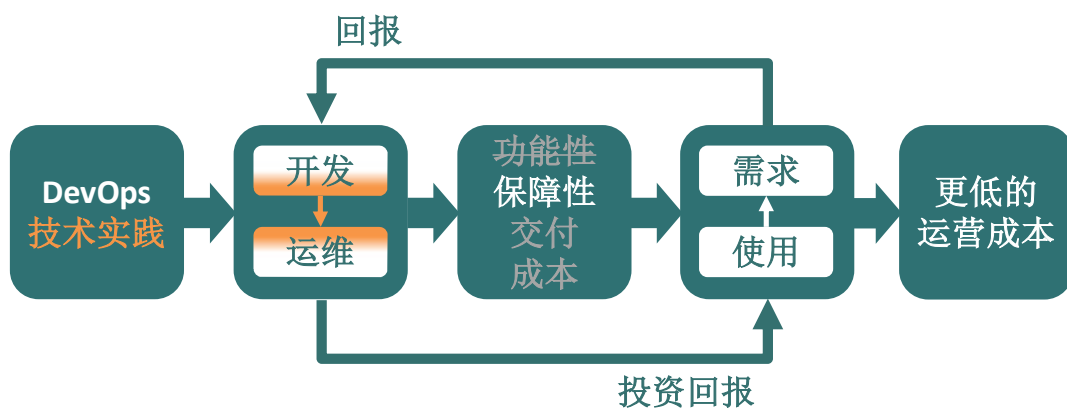 回报
DevOps
技术实践
开发
运维
功能性
保障性
交付
成本
需求
使用
更低的
运营成本
投资回报